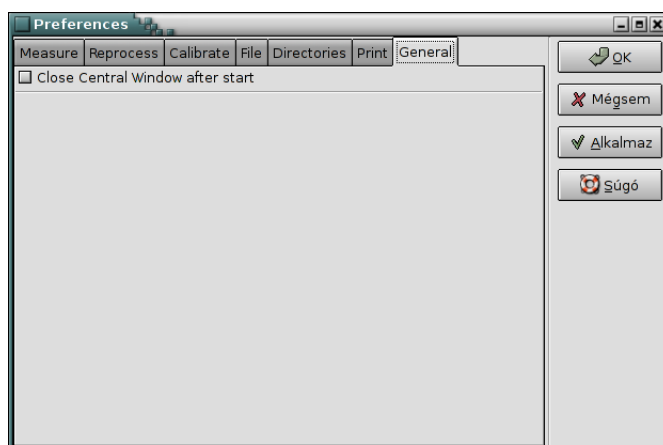 Preferences
Measure Reprocess Calibrate File Directories Print General
Close Central Window after start
OK
Mégsem
Alkalmaz
Súgó